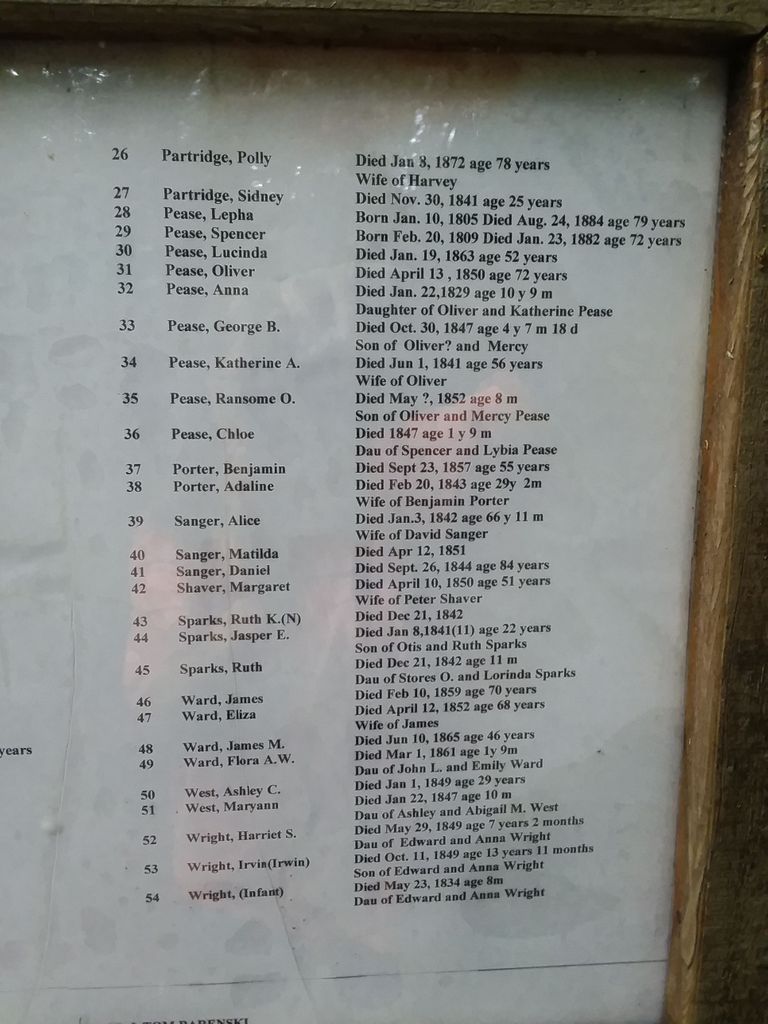 26 Partridge, Polly Died Jan 8, 1872 age 78 years
Wife of Harvey
27 Partridge, Sidney Died Nov. 30, 1841 age 25 years
28 Pease, Lepha Born Jan. 10, 1805 Died Aug. 24, 1884 age 79 years
29 Pease, Spencer Born Feb. 20, 1809 Died Jan. 23, 1882 age 72 years
30 Pease, Lucinda Died Jan. 19, 1863 age 52 years
31 Pease, Oliver Died April 13 , 1850 age 72 years
32 Pease, Anna Died Jan. 22,1829 age 10 y 9 m
Daughter of Oliver and Katherine Pease
33 Pease, George B. Died Oct. 30, 1847 age 4 y 7 m 18 d
Son of Oliver? and Mercy
34 Pease, Katherine A. Died Jun 1, 1841 age 56 years
Wife of Oliver
35 Pease, Ransome O. Died May ?, 1852 age 8 m
Son of Oliver and Mercy Pease
36 Pease, Chloe Died 1847 age 1 y 9 m
Dau of Spencer and Lybia Pease
37 Porter, Benjamin Died Sept 23, 1857 age 55 years
38 Porter, Adaline Died Feb 20, 1843 age 29y 2m
Wife of Benjamin Porter
39 Sanger, Alice Died Jan.3, 1842 age 66 y 11 m
Wife of David Sanger
40 Sanger, Matilda Died Apr 12, 1851
41 Sanger, Daniel Died Sept. 26, 1844 age 84 years
42 Shaver, Margaret Died April 10, 1850 age 51 years
Wife of Peter Shaver
43 Sparks, Ruth K.(N) Died Dec 21, 1842
44 Sparks, Jasper E. Died Jan 8,1841(11) age 22 years
Son of Otis and Ruth Sparks
45 Sparks, Ruth Died Dec 21, 1842 age 11 m
Dau of Stores O. and Lorinda Sparks
46 Ward, James Died Feb 10, 1859 age 70 years
47 Ward, Eliza Died April 12, 1852 age 68 years
Wife of James
years
48 Ward, James M. Died Jun 10, 1865 age 46 years
49 Ward, Flora A.W. Died Mar 1, 1861 age 1y 9m
Dau of John L. and Emily Ward
50 West, Ashley C. Died Jan 1, 1849 age 29 years
51 West, Maryann Died Jan 22, 1847 age 10 m
Dau of Ashley and Abigail M. West
52 Wright, Harriet S. Died May 29, 1849 age 7 years 2 months
Dau of Edward and Anna Wright
53 Wright, Irvin(Irwin) Died Oct. 11, 1849 age 13 years 11 months
Son of Edward and Anna Wright
54 Wright, (Infant) Died May 23, 1834 age 8m
Dau of Edward and Anna Wright